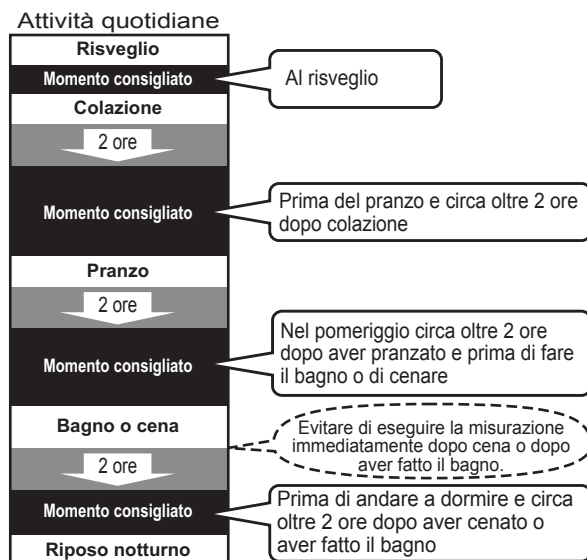 Attività quotidiane
Risveglio
Momento consigliato
Al risveglio
Colazione
2 ore
Momento consigliato
Prima del pranzo e circa oltre 2 ore
dopo colazione
Pranzo
2 ore
Momento consigliato
Nel pomeriggio circa oltre 2 ore
dopo aver pranzato e prima di fare
il bagno o di cenare
Bagno o cena
Evitare di eseguire la misurazione
immediatamente dopo cena o dopo
aver fatto il bagno.
2 ore
Momento consigliato
Prima di andare a dormire e circa
oltre 2 ore dopo aver cenato o
aver fatto il bagno
Riposo notturno